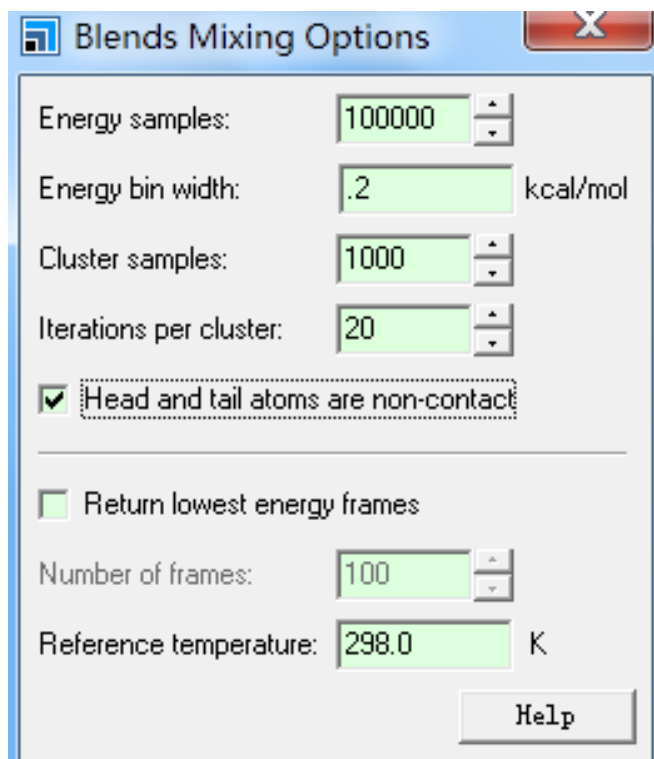 Blends Mixing Options
Energy samples: 100000
Energy bin width: .2 kcal/mol
Cluster samples: 1000
Iterations per cluster: 20
Head and tail atoms are non-contact
Return lowest energy frames
Number of frames: 100
Reference temperature: 298.0 K
Help